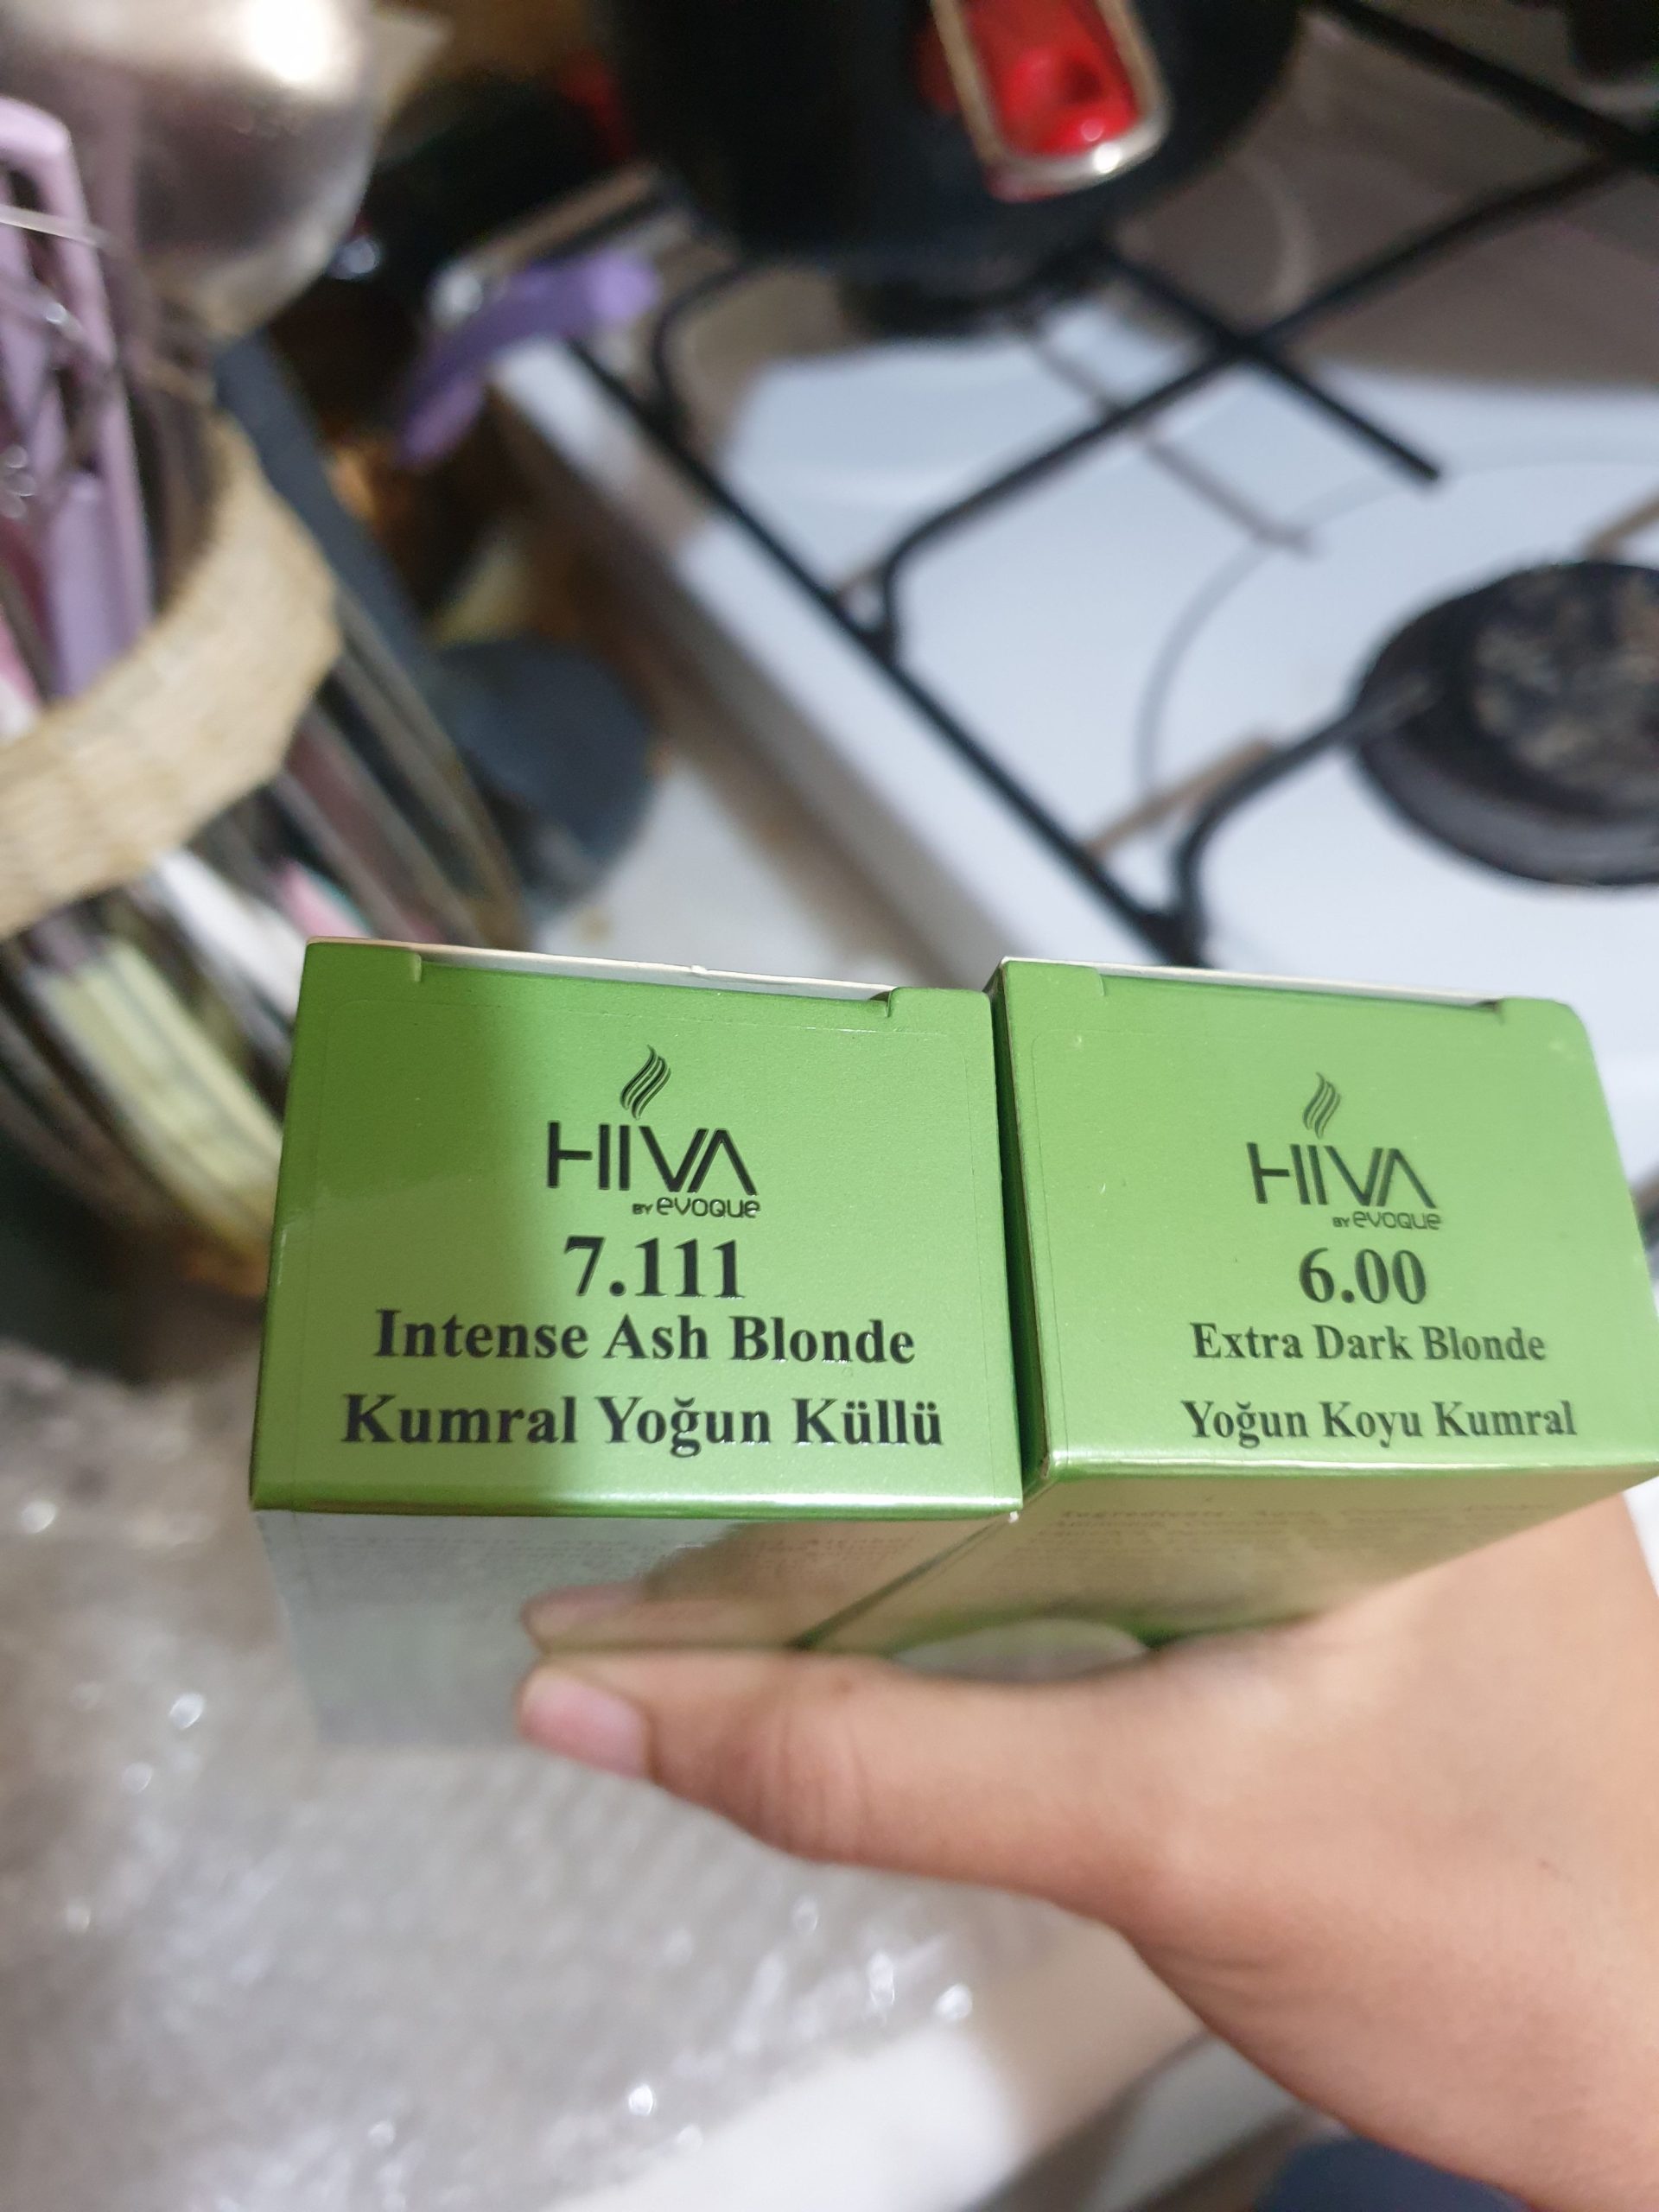 HIVA
BY evoque
7.111
Intense Ash Blonde
Kumral Yoğun Küllü
HIVA
BY evoque
6.00
Extra Dark Blonde
Yoğun Koyu Kumral